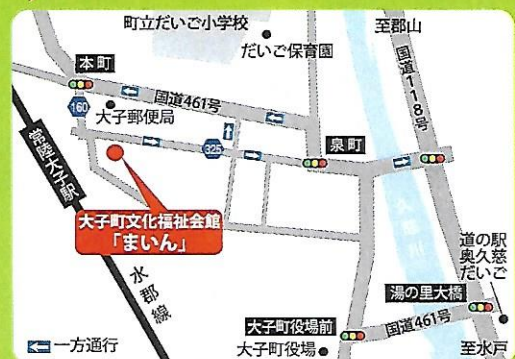 町立だいご小学校
だいご保育園
至郡山
国道118号
本町
国道461号
160
大子郵便局
325
泉町
常陸大子駅
大子町文化福祉会館
「まいん」
水郡線
久慈川
道の駅
奥久慈
だいご
湯の里大橋
大子町役場前
国道461号
一方通行
大子町役場
至水戸